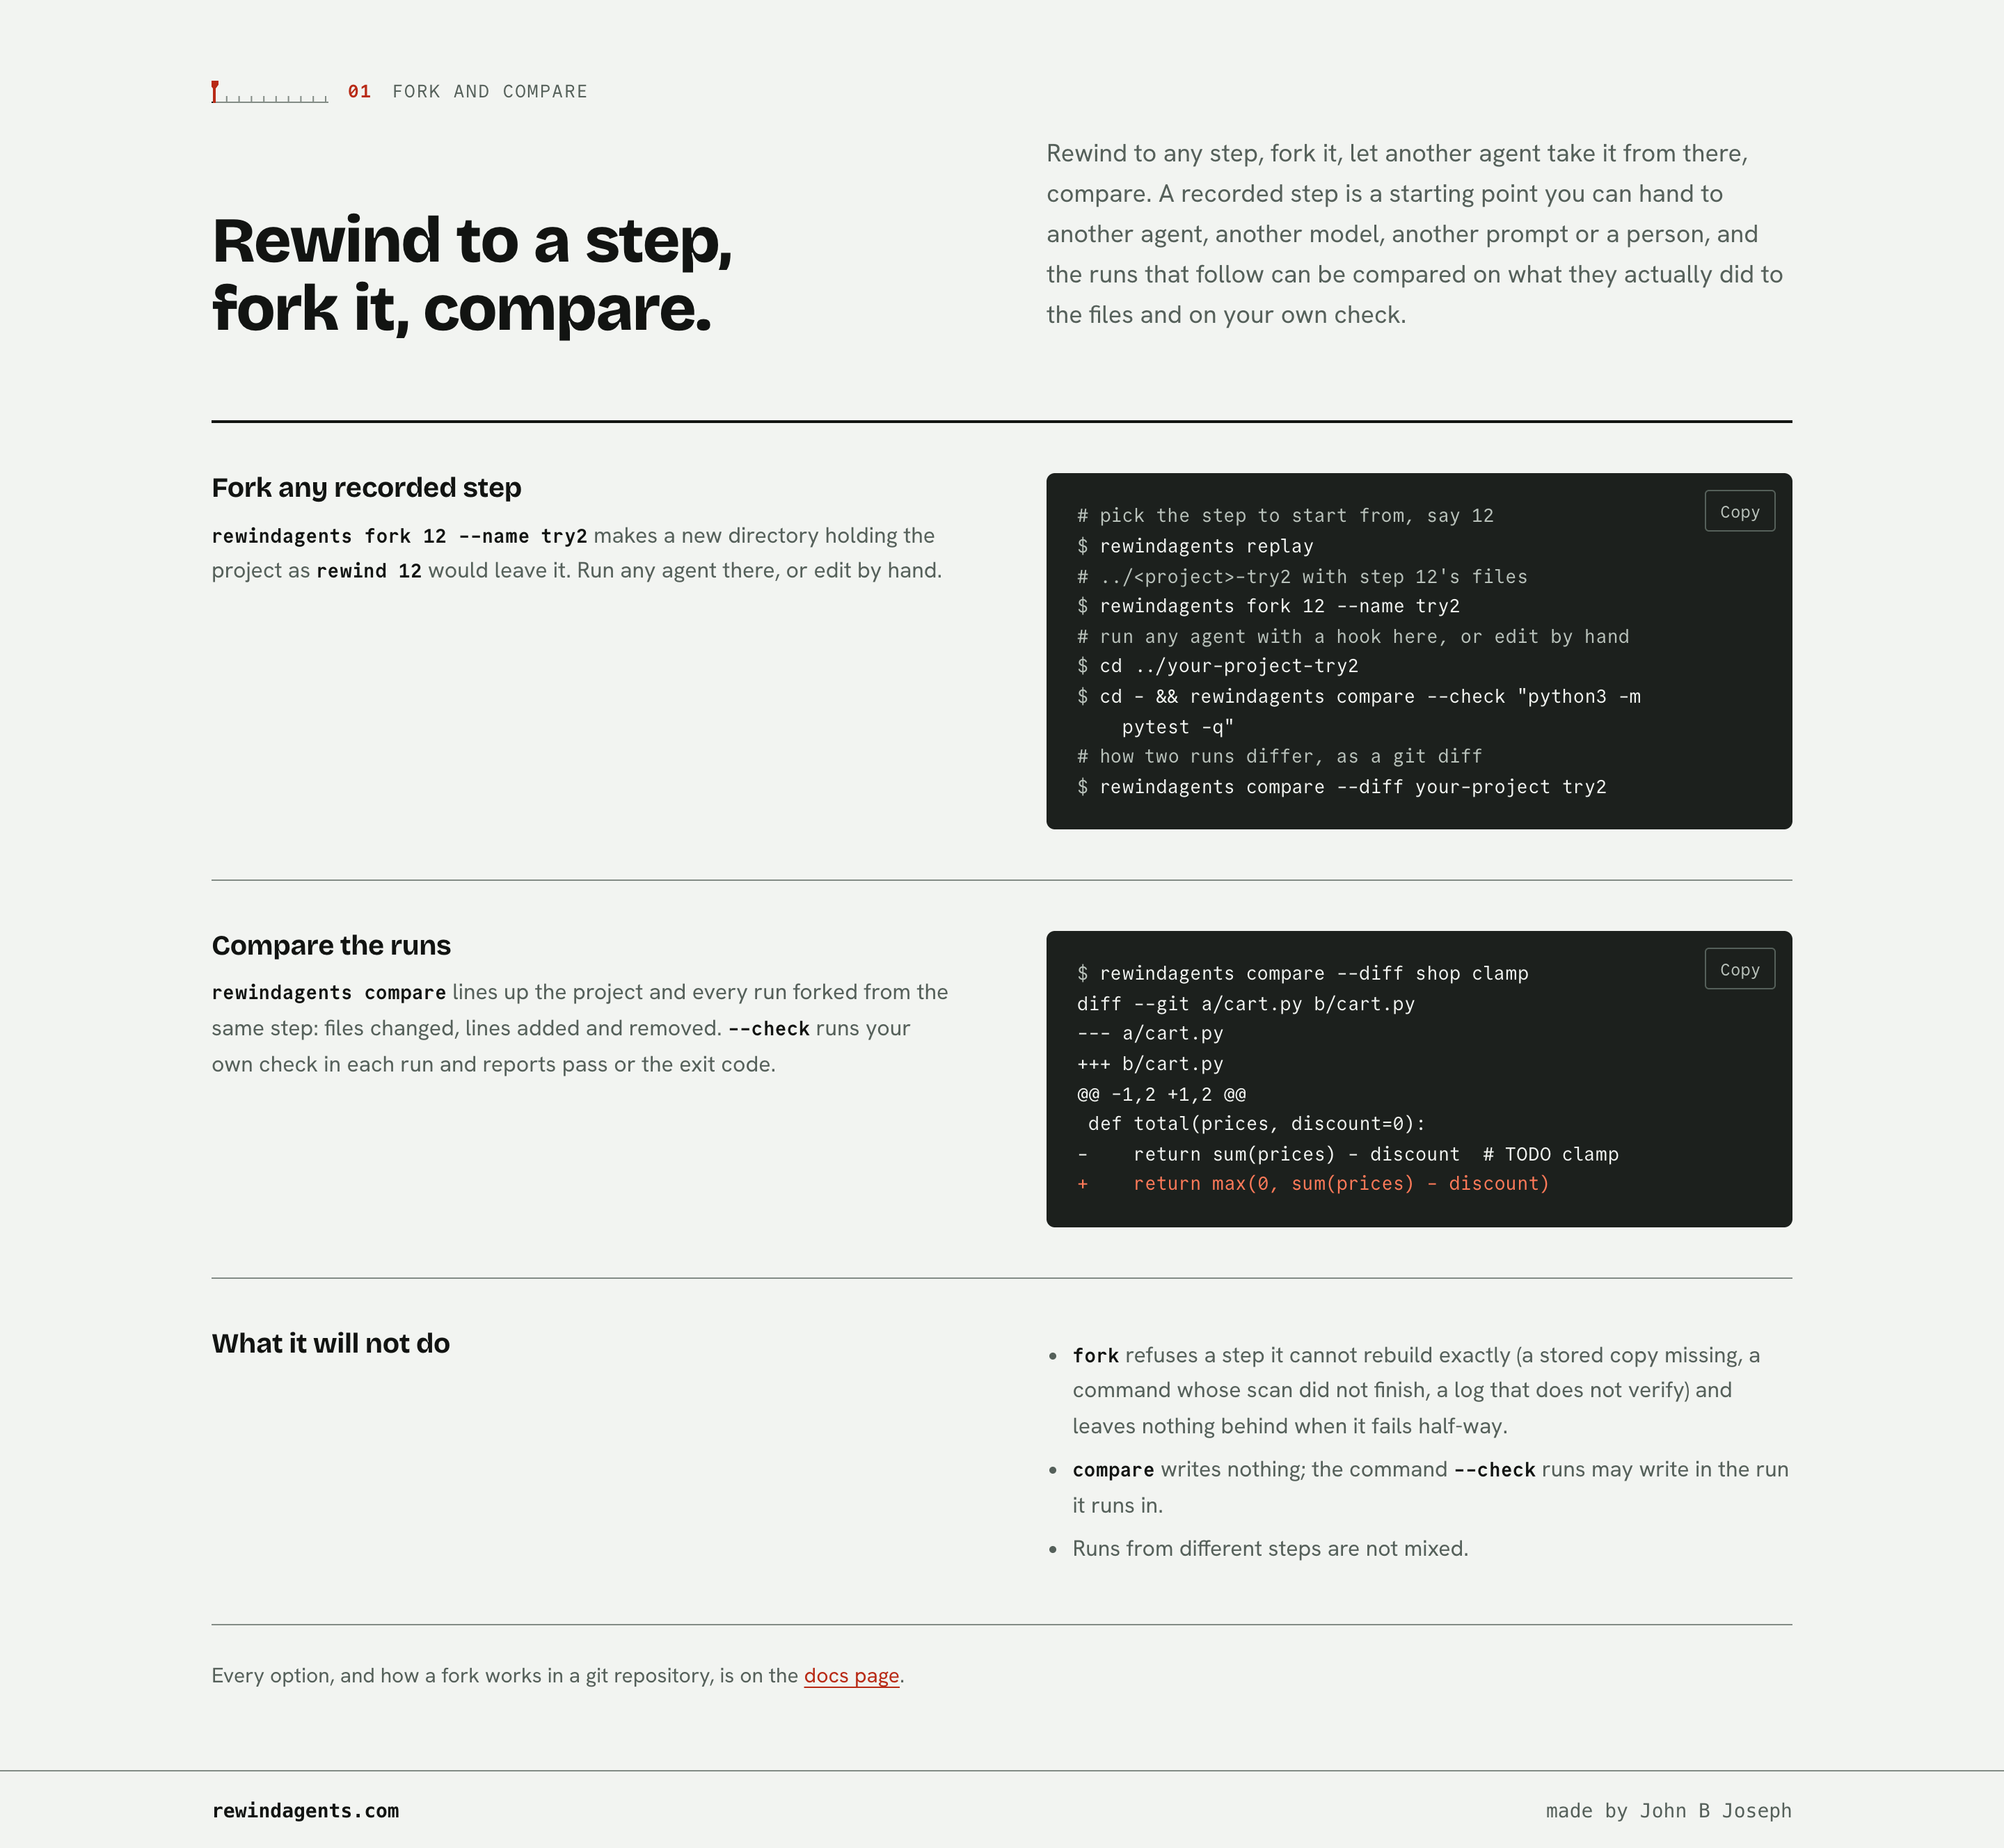 01 FORK AND COMPARE
Rewind to a step,
fork it, compare.
Rewind to any step, fork it, let another agent take it from there,
compare. A recorded step is a starting point you can hand to
another agent, another model, another prompt or a person, and
the runs that follow can be compared on what they actually did to
the files and on your own check.
Fork any recorded step
rewindagents fork 12 --name try2 makes a new directory holding the
project as rewind 12 would leave it. Run any agent there, or edit by hand.
Copy
# pick the step to start from, say 12
$ rewindagents replay
# ../<project>-try2 with step 12's files
$ rewindagents fork 12 --name try2
# run any agent with a hook here, or edit by hand
$ cd ../your-project-try2
$ cd - && rewindagents compare --check "python3 -m
pytest -q"
# how two runs differ, as a git diff
$ rewindagents compare --diff your-project try2
Compare the runs
rewindagents compare lines up the project and every run forked from the
same step: files changed, lines added and removed. --check runs your
own check in each run and reports pass or the exit code.
Copy
$ rewindagents compare --diff shop clamp
diff --git a/cart.py b/cart.py
--- a/cart.py
+++ b/cart.py
@@ -1,2 +1,2 @@
 def total(prices, discount=0):
-    return sum(prices) - discount  # TODO clamp
+    return max(0, sum(prices) - discount)
What it will not do
• fork refuses a step it cannot rebuild exactly (a stored copy missing, a
command whose scan did not finish, a log that does not verify) and
leaves nothing behind when it fails half-way.
• compare writes nothing; the command --check runs may write in the run
it runs in.
• Runs from different steps are not mixed.
Every option, and how a fork works in a git repository, is on the docs page.
rewindagents.com
made by John B Joseph